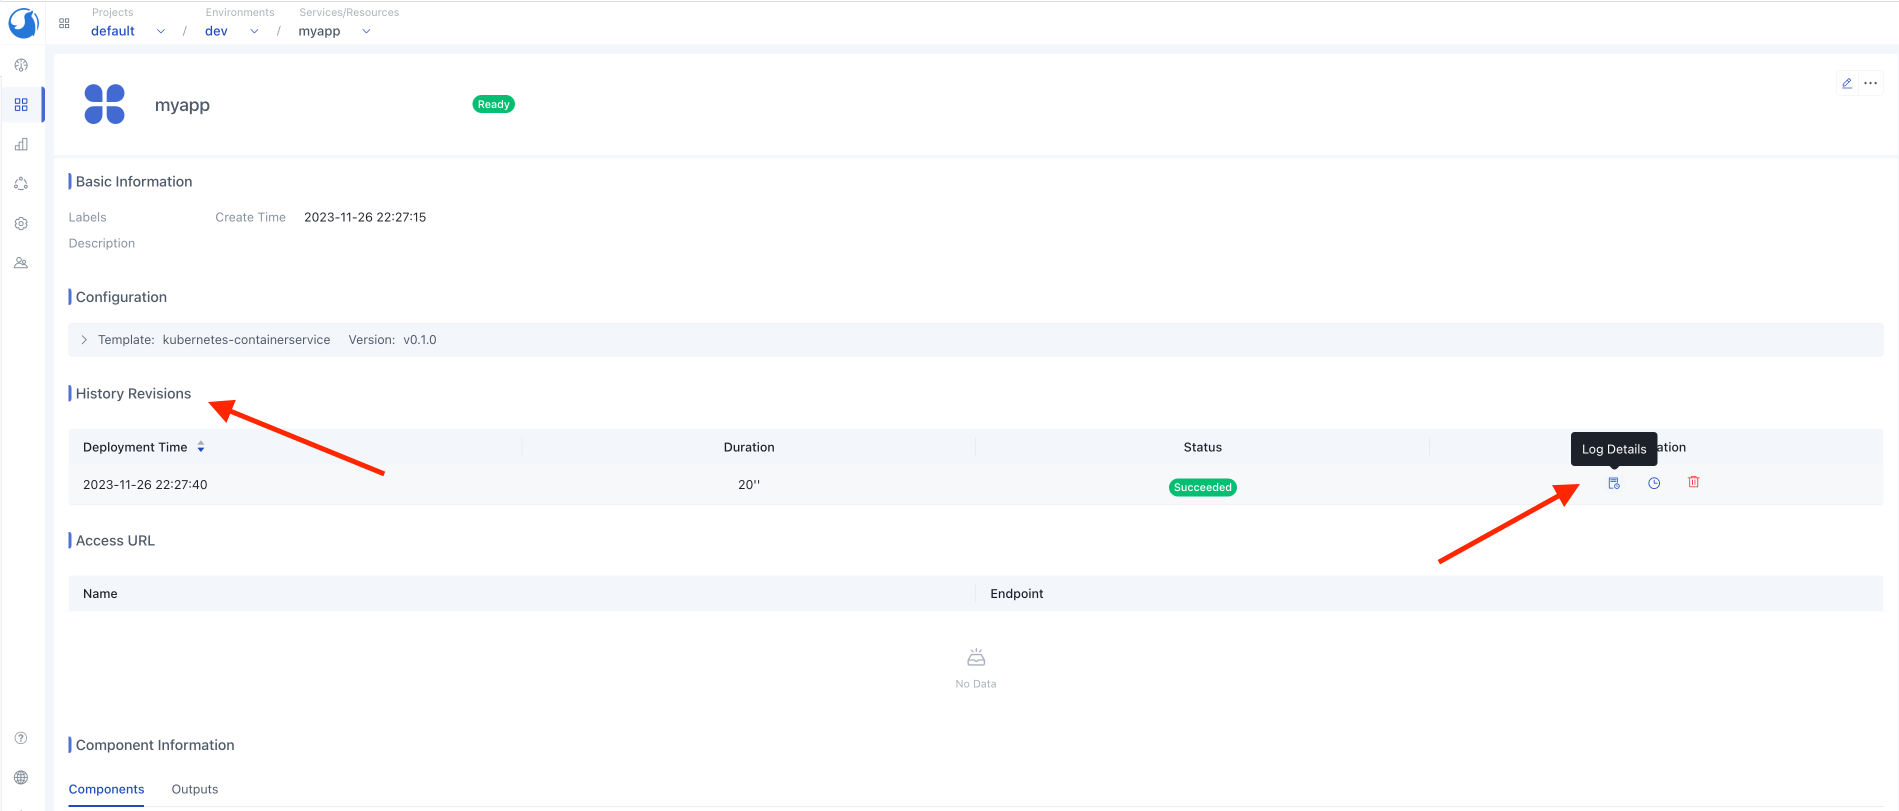 Projects Environments Services/Resources
default / dev / myapp
myapp Ready
Basic Information
Labels Create Time 2023-11-26 22:27:15
Description
Configuration
Template: kubernetes-containerservice Version: v0.1.0
History Revisions
Log Details
Deployment Time Duration Status
2023-11-26 22:27:40 20'' Succeeded
Access URL
Name Endpoint
No Data
Component Information
Components Outputs